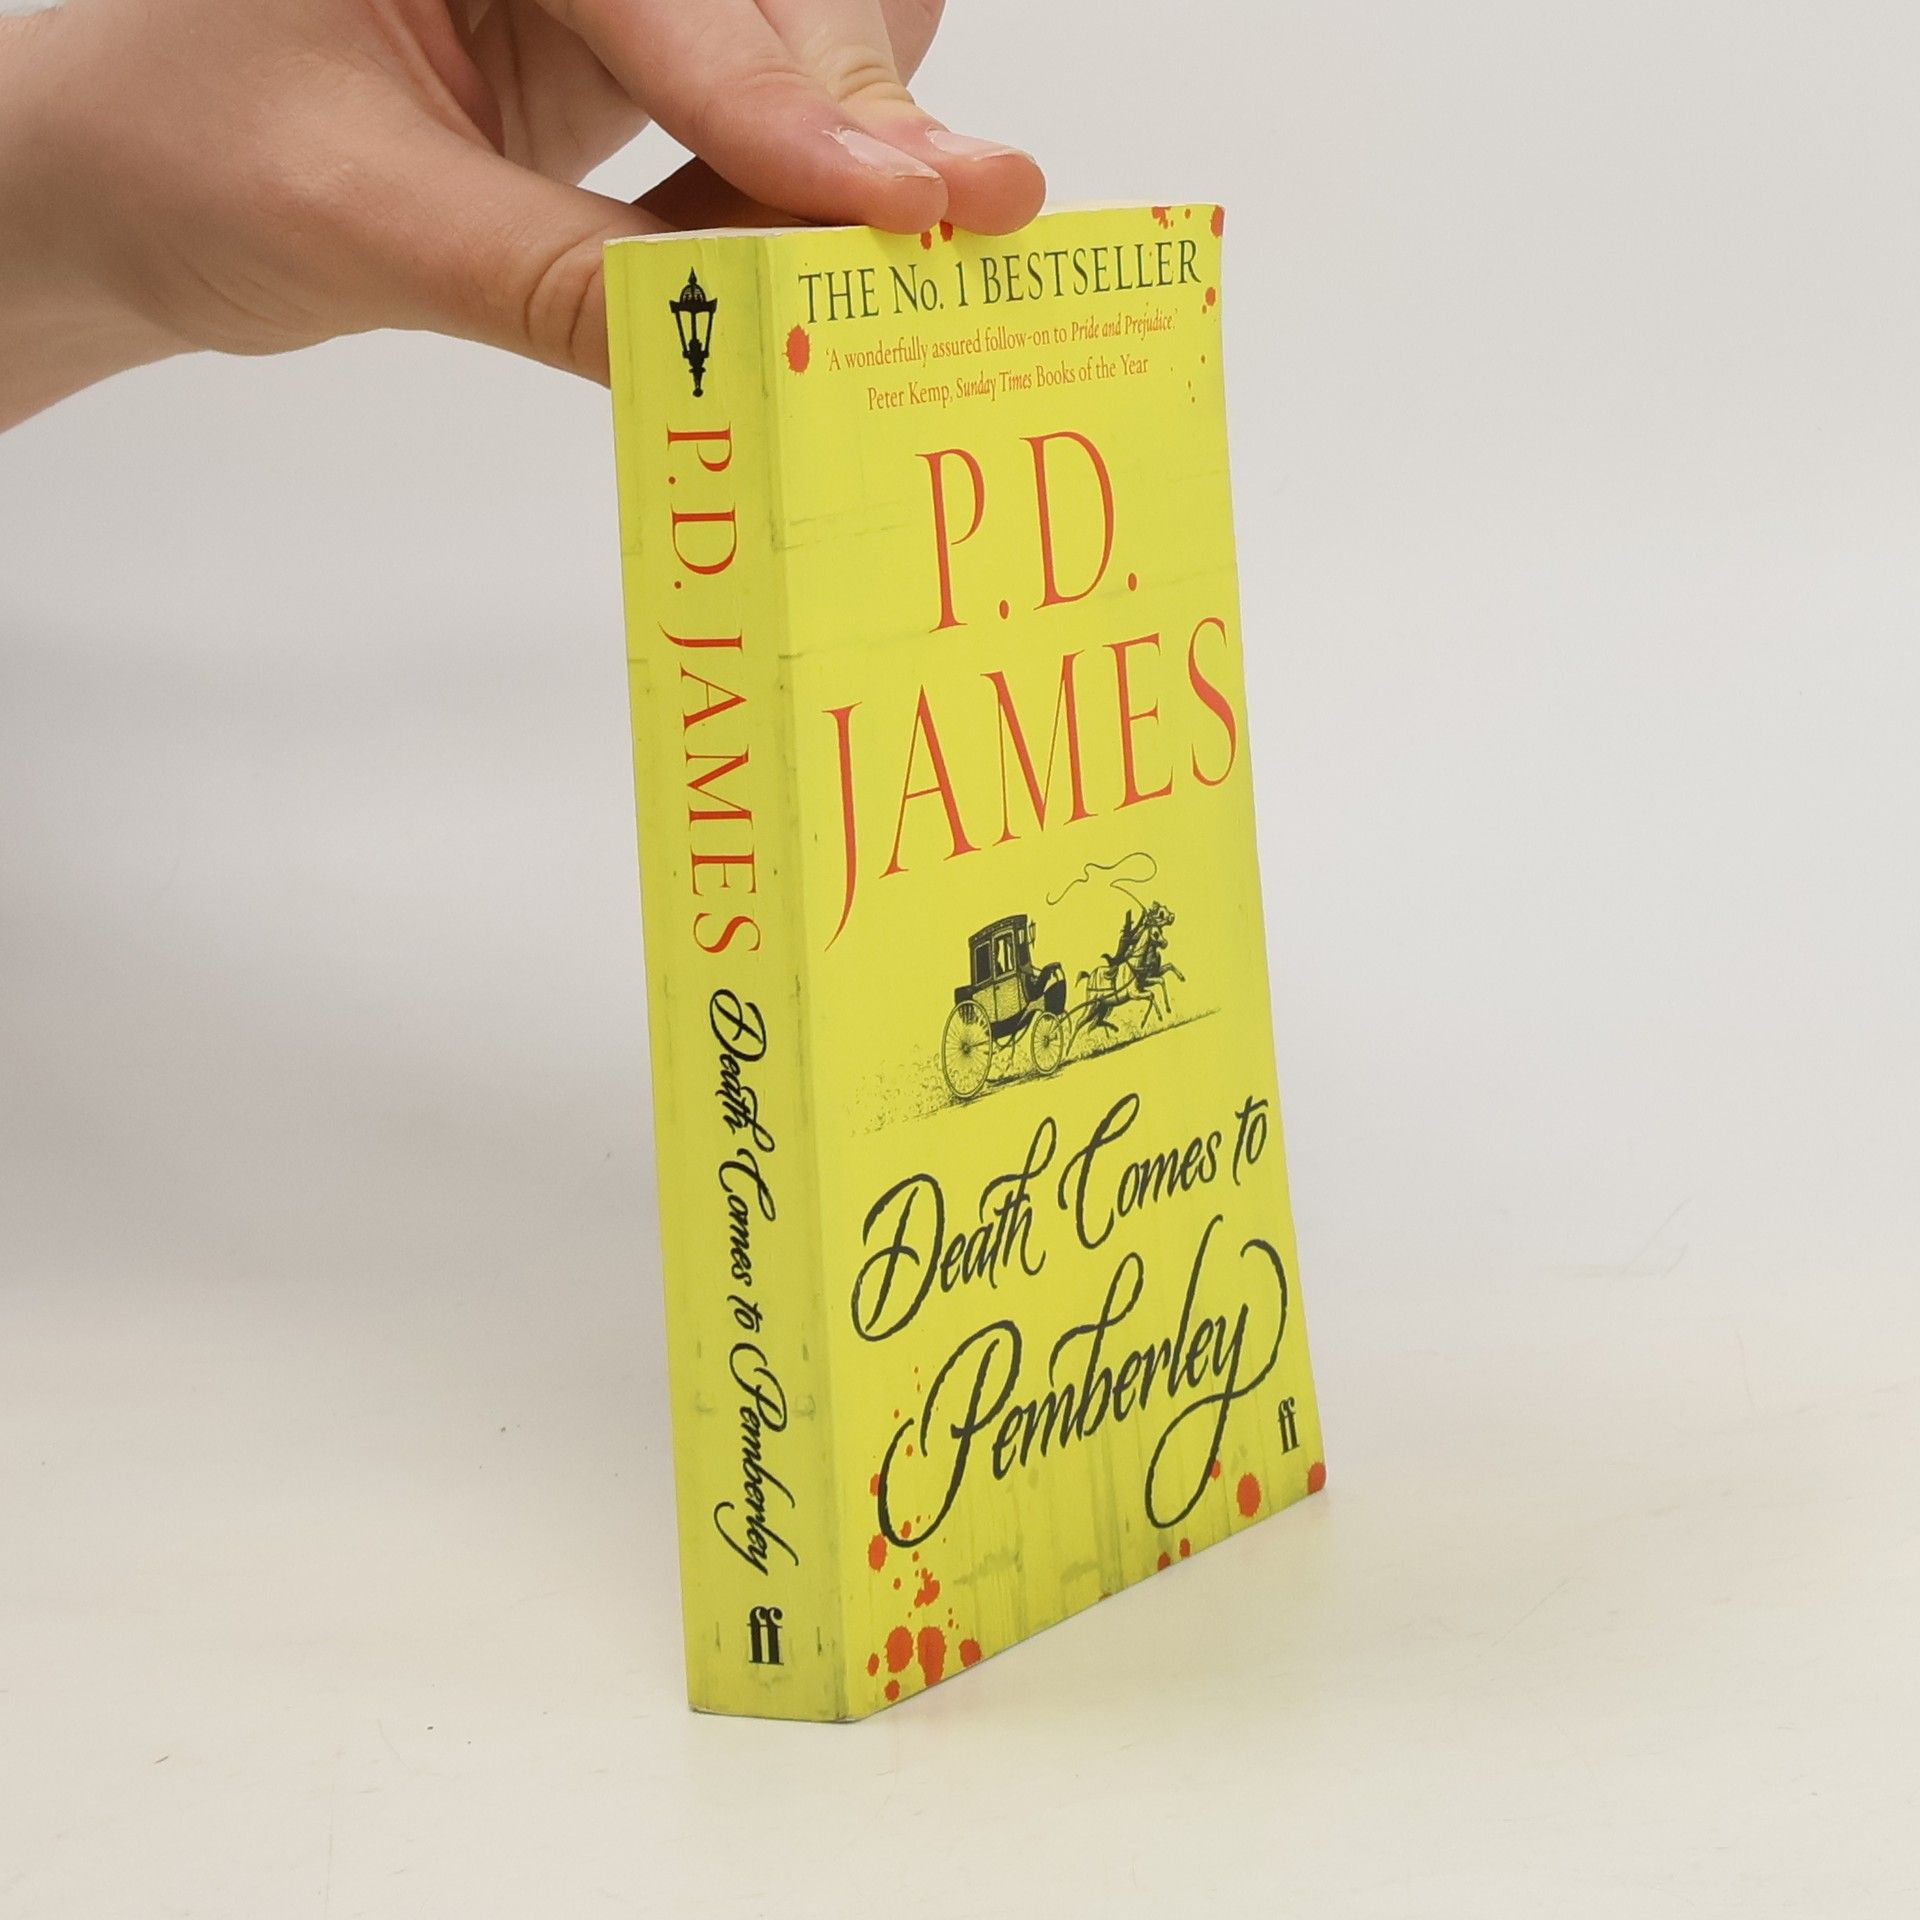 P.D. JAMES Death Comes to Pemberley ff
THE No. 1 BESTSELLER
'A wonderfully assured follow-on to Pride and Prejudice.'
Peter Kemp, Sunday Times Books of the Year
P.D.
JAMES
Death Comes to
Pemberley
ff